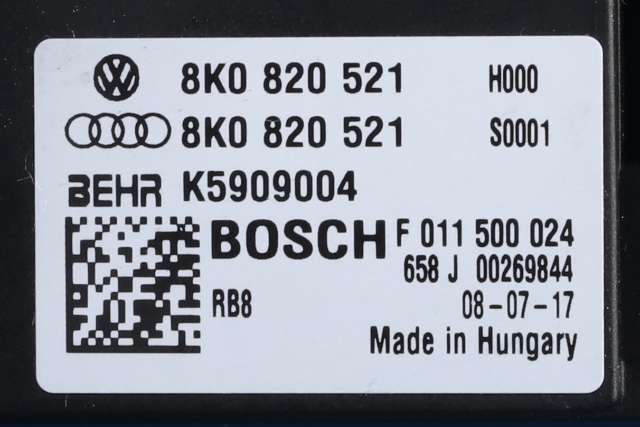 8K0 820 521 H000
8K0 820 521 S0001
BEHR K5909004
BOSCH F 011 500 024
658 J 00269844
RB8 08-07-17
Made in Hungary